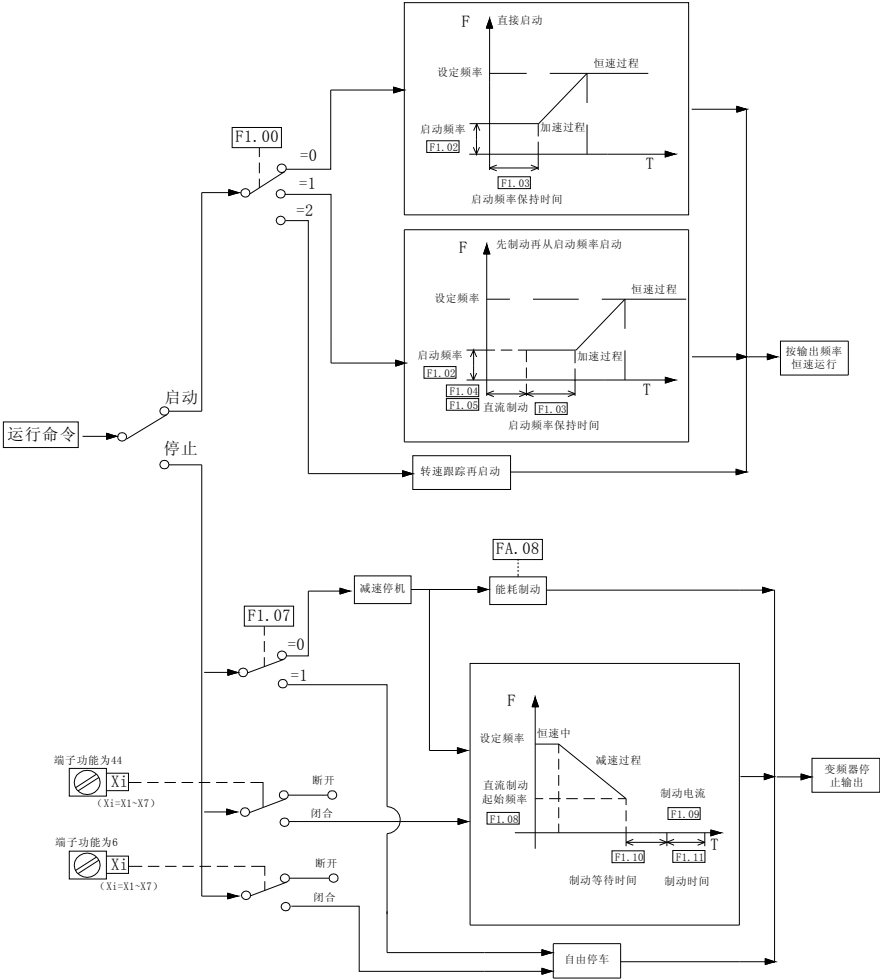 F
直接启动
恒速过程
设定频率
启动频率
F1.02
加速过程
T
F1.03
启动频率保持时间
F1.00
=0
=1
=2
F
先制动再从启动频率启动
恒速过程
设定频率
启动频率
F1.02
加速过程
T
F1.04
F1.05
直流制动
F1.03
启动频率保持时间
按输出频率
恒速运行
启动
运行命令
停止
转速跟踪再启动
FA.08
减速停机
能耗制动
F1.07
=0
=1
F
设定频率
恒速中
减速过程
直流制动
起始频率
F1.08
制动电流
F1.09
T
F1.10
F1.11
制动等待时间
制动时间
变频器停
止输出
端子功能为44
Xi
(Xi=X1~X7)
断开
闭合
端子功能为6
Xi
(Xi=X1~X7)
断开
闭合
自由停车